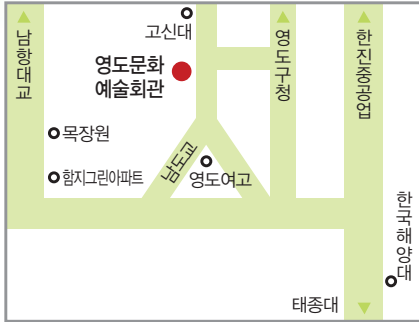 고신대
남항대교
영도문화
예술회관
영도구청
한진중공업
목장원
함지그린아파트
남도교
영도여고
한국해양대
태종대